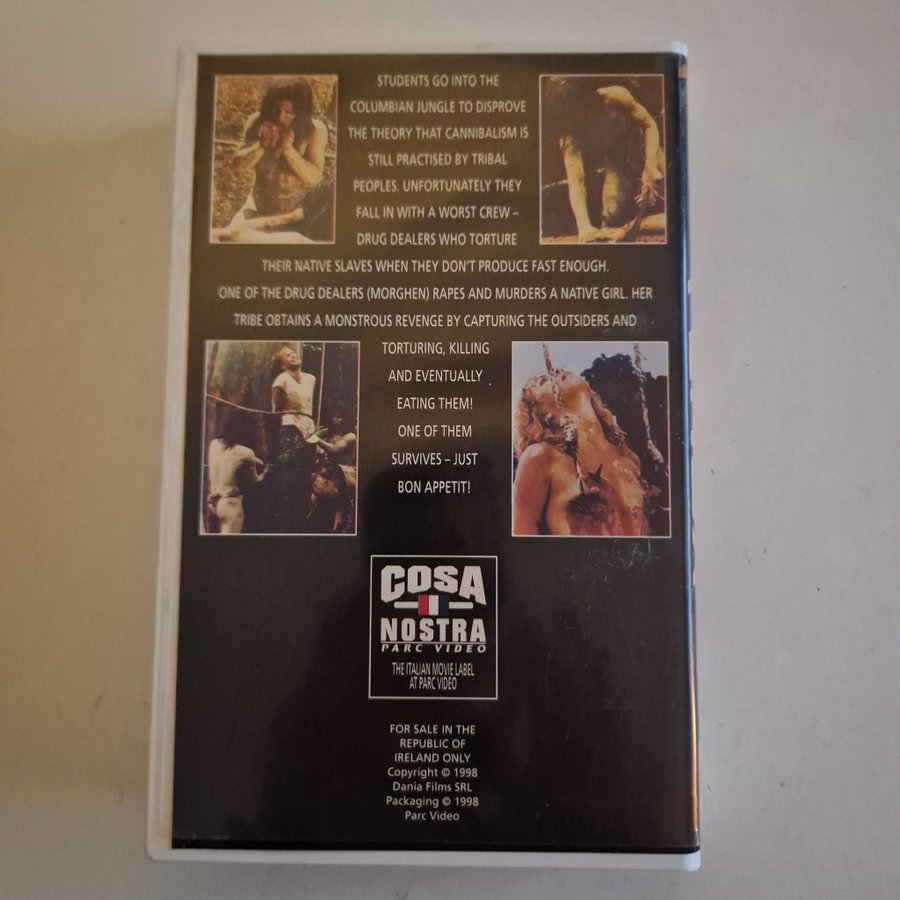 STUDENTS GO INTO THE
COLUMBIAN JUNGLE TO DISPROVE
THE THEORY THAT CANNIBALISM IS
STILL PRACTISED BY TRIBAL
PEOPLES. UNFORTUNATELY THEY
FALL IN WITH A WORST CREW –
DRUG DEALERS WHO TORTURE
THEIR NATIVE SLAVES WHEN THEY DON'T PRODUCE FAST ENOUGH.
ONE OF THE DRUG DEALERS (MORGHEN) RAPES AND MURDERS A NATIVE GIRL. HER
TRIBE OBTAINS A MONSTROUS REVENGE BY CAPTURING THE OUTSIDERS AND
TORTURING, KILLING
AND EVENTUALLY
EATING THEM!
ONE OF THEM
SURVIVES – JUST
BON APPETIT!
COSA
NOSTRA
PARC VIDEO
THE ITALIAN MOVIE LABEL
AT PARC VIDEO
FOR SALE IN THE
REPUBLIC OF
IRELAND ONLY
Copyright © 1998
Dania Films SRL
Packaging © 1998
Parc Video